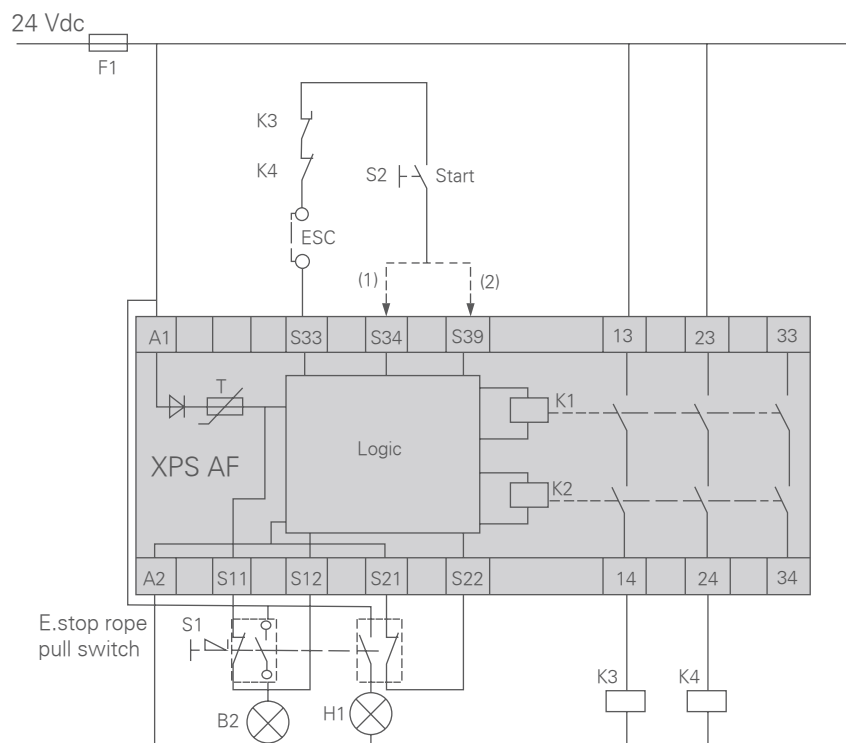 24 Vdc
F1
K3
K4
S2
Start
ESC
(1)
(2)
A1
S33
S34
S39
13
23
33
T
K1
Logic
XPS AF
K2
A2
S11
S12
S21
S22
14
24
34
E.stop rope
pull switch
S1
B2
H1
K3
K4